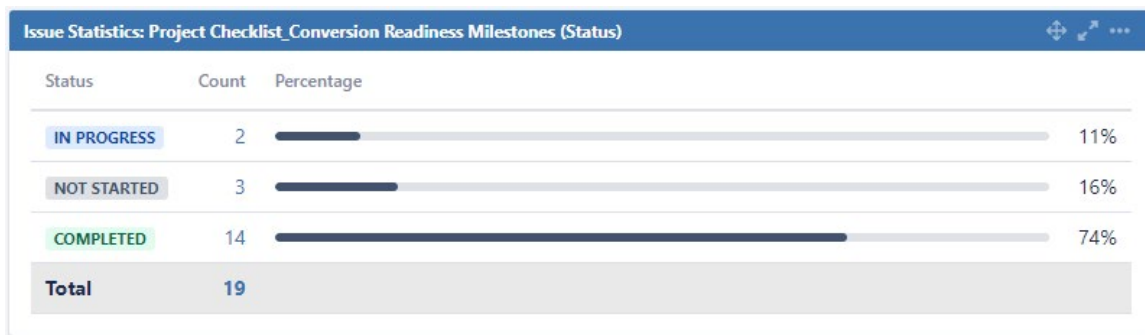 Issue Statistics: Project Checklist_Conversion Readiness Milestones (Status)
Status Count Percentage
IN PROGRESS 2 11%
NOT STARTED 3 16%
COMPLETED 14 74%
Total 19